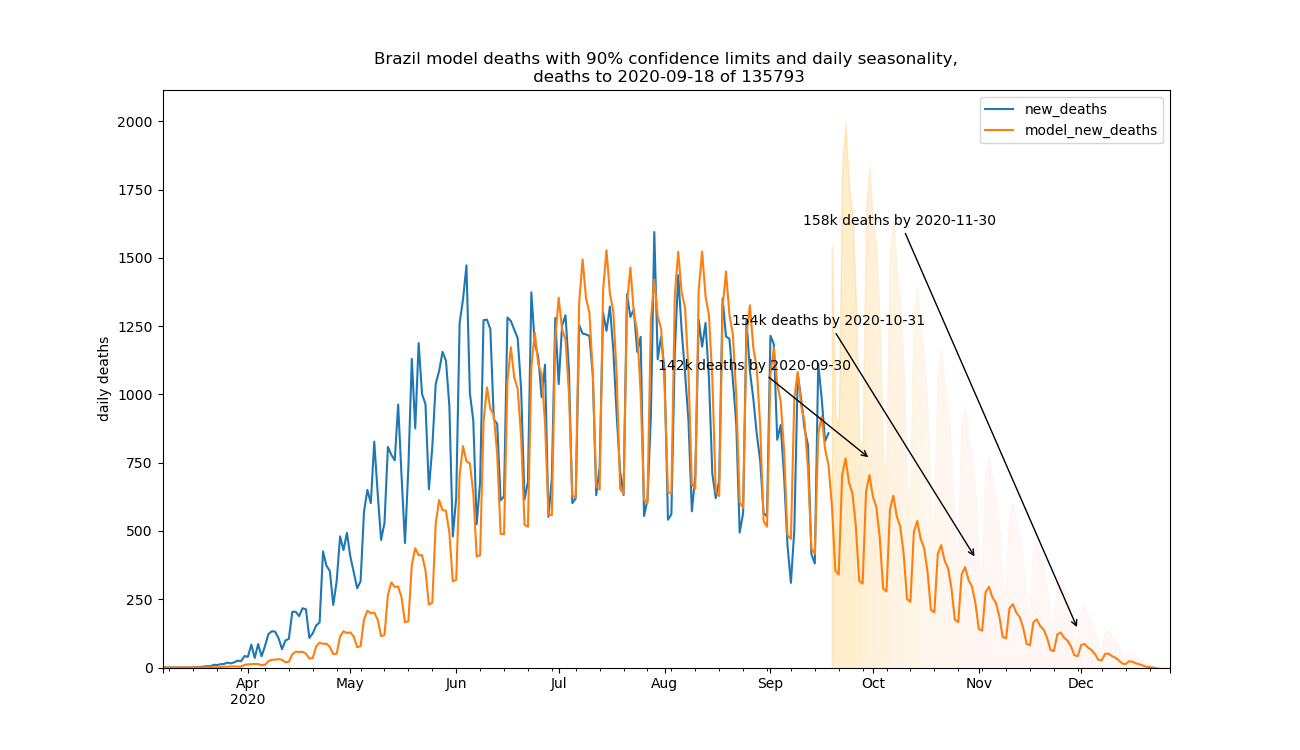 Brazil model deaths with 90% confidence limits and daily seasonality,
deaths to 2020-09-18 of 135793
new_deaths
model_new_deaths
daily deaths
2000
1750
1500
1250
1000
750
500
250
0
158k deaths by 2020-11-30
154k deaths by 2020-10-31
142k deaths by 2020-09-30
Apr
2020
May
Jun
Jul
Aug
Sep
Oct
Nov
Dec